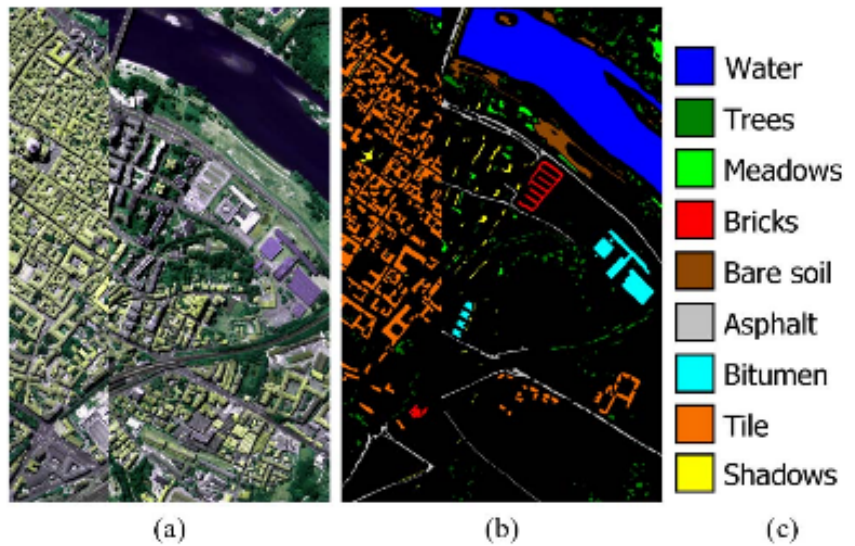 Water
Trees
Meadows
Bricks
Bare soil
Asphalt
Bitumen
Tile
Shadows
(a)
(b)
(c)